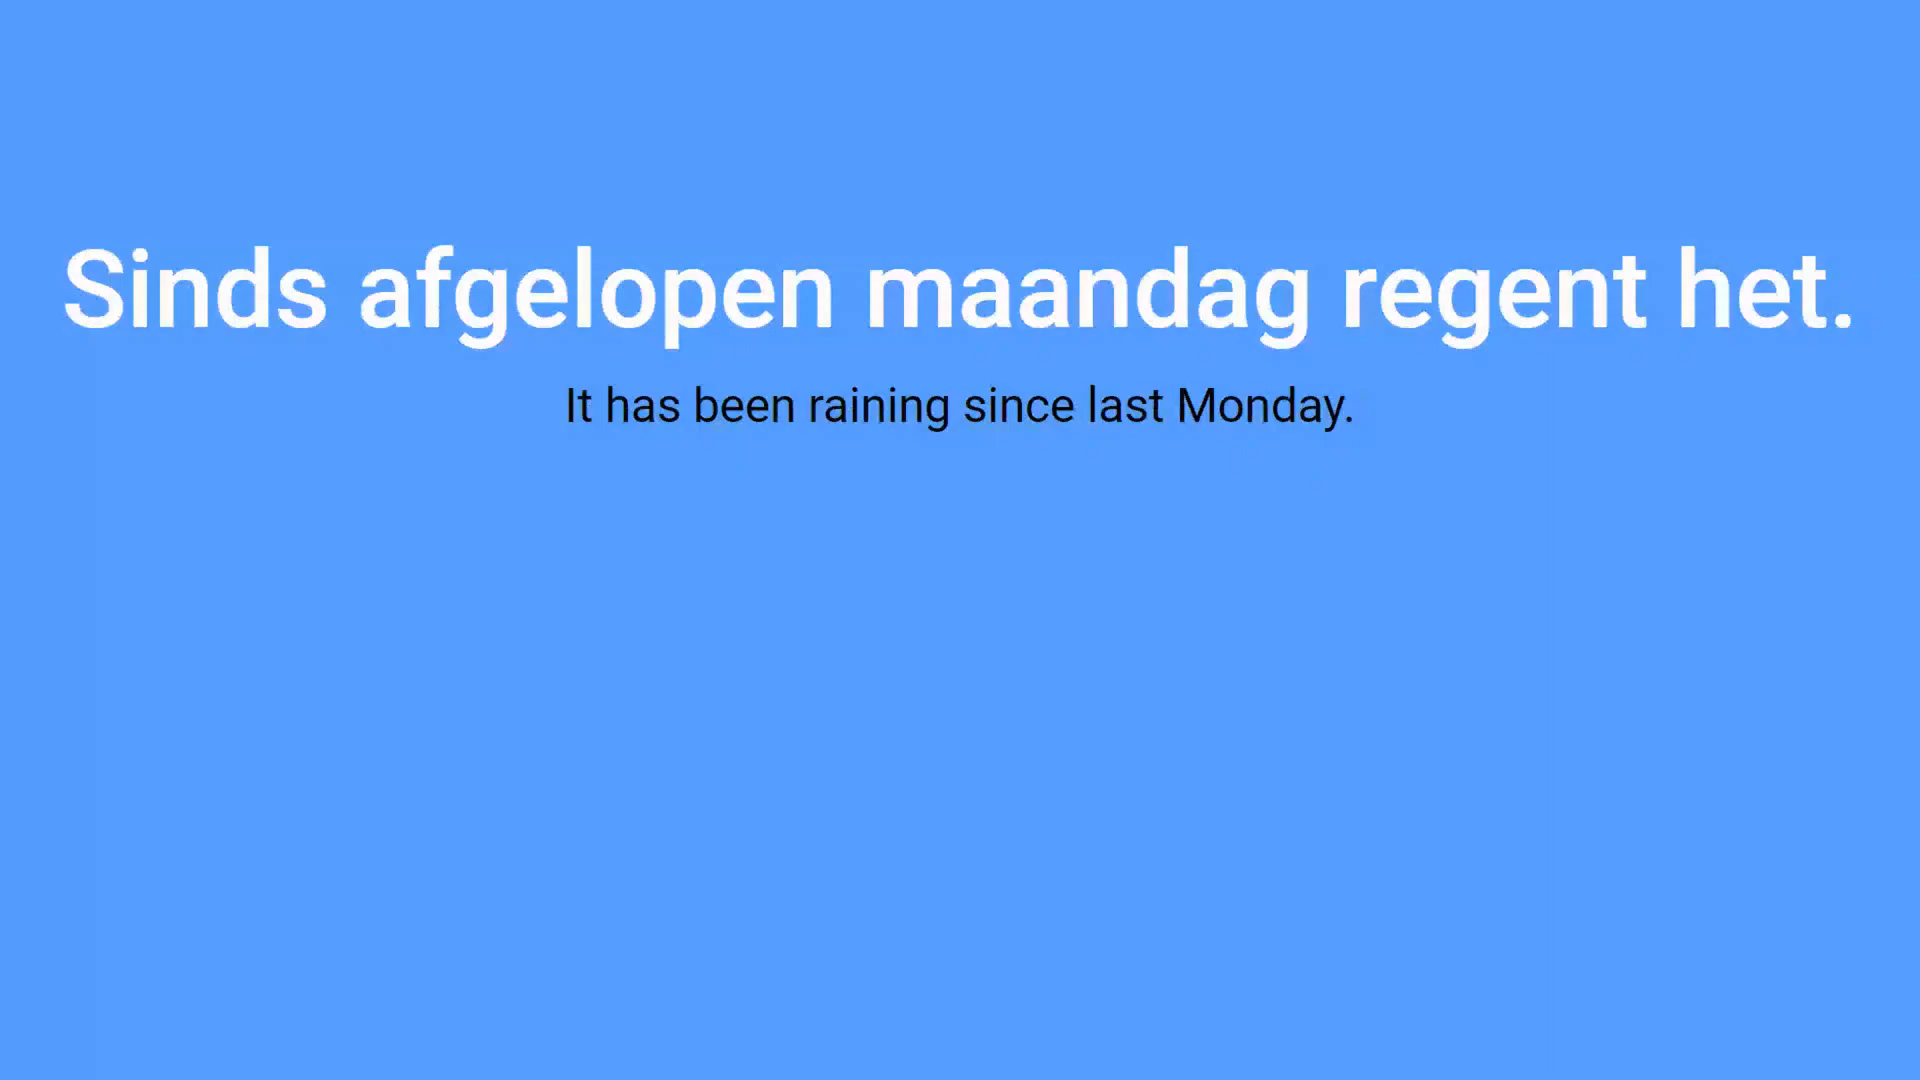 Sinds afgelopen maandag regent het.
It has been raining since last Monday.